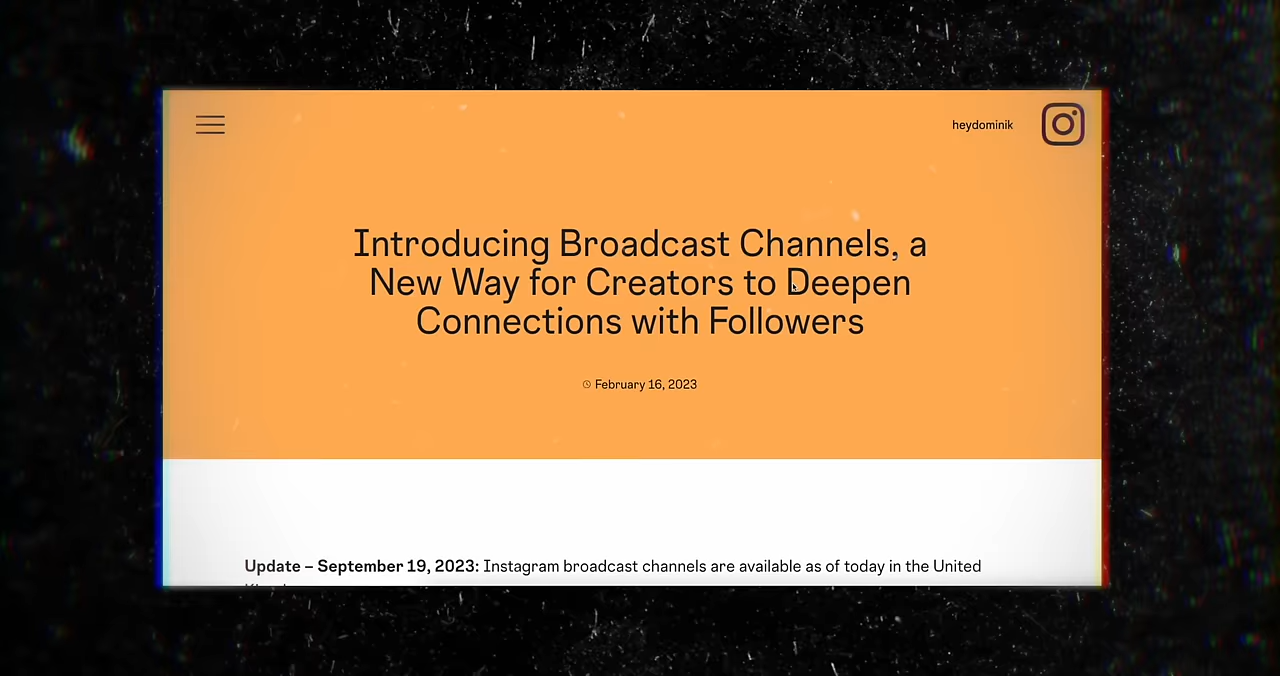 heydominik
Introducing Broadcast Channels, a
New Way for Creators to Deepen
Connections with Followers
February 16, 2023
Update – September 19, 2023: Instagram broadcast channels are available as of today in the United